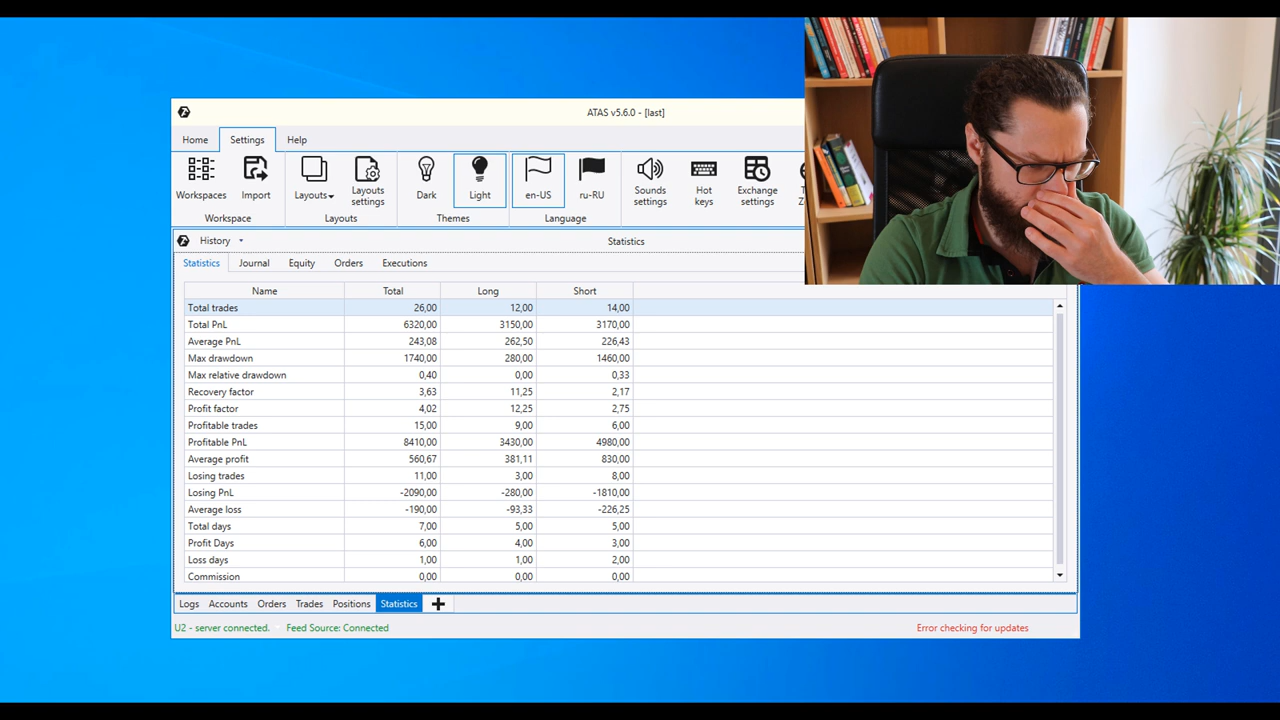 ATAS v5.6.0 - [last]
Home Settings Help
Workspaces Import Layouts Layouts settings Dark Light en-US ru-RU Sounds settings Hot keys Exchange settings
Workspace Layouts Themes Language
History Statistics
Statistics Journal Equity Orders Executions
Name Total Long Short
Total trades 26,00 12,00 14,00
Total PnL 6320,00 3150,00 3170,00
Average PnL 243,08 262,50 226,43
Max drawdown 1740,00 280,00 1460,00
Max relative drawdown 0,40 0,00 0,33
Recovery factor 3,63 11,25 2,17
Profit factor 4,02 12,25 2,75
Profitable trades 15,00 9,00 6,00
Profitable PnL 8410,00 3430,00 4980,00
Average profit 560,67 381,11 830,00
Losing trades 11,00 3,00 8,00
Losing PnL -2090,00 -280,00 -1810,00
Average loss -190,00 -93,33 -226,25
Total days 7,00 5,00 5,00
Profit Days 6,00 4,00 3,00
Loss days 1,00 1,00 2,00
Commission 0,00 0,00 0,00
Logs Accounts Orders Trades Positions Statistics
U2 - server connected. Feed Source: Connected Error checking for updates